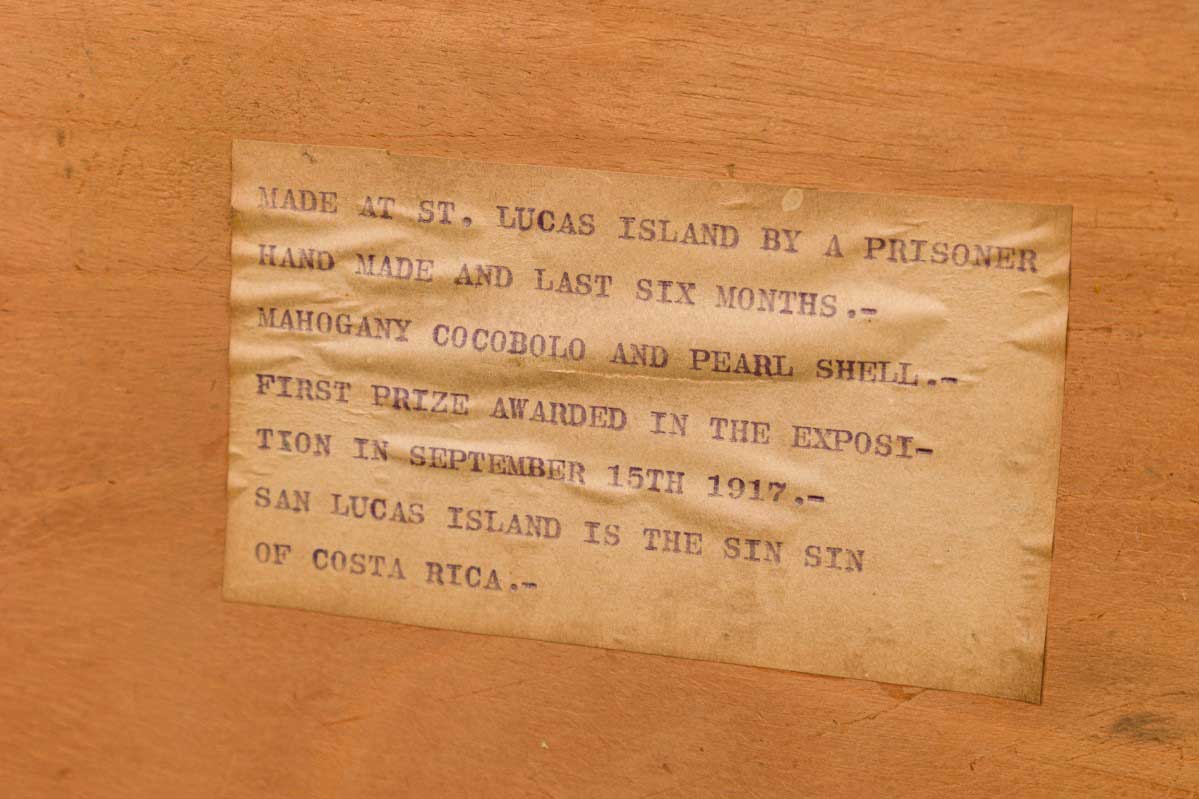 MADE AT ST. LUCAS ISLAND BY A PRISONER
HAND MADE AND LAST SIX MONTHS.-
MAHOGANY COCOBOLO AND PEARL SHELL.-
FIRST PRIZE AWARDED IN THE EXPOSI-
TION IN SEPTEMBER 15TH 1917.-
SAN LUCAS ISLAND IS THE SIN SIN
OF COSTA RICA.-